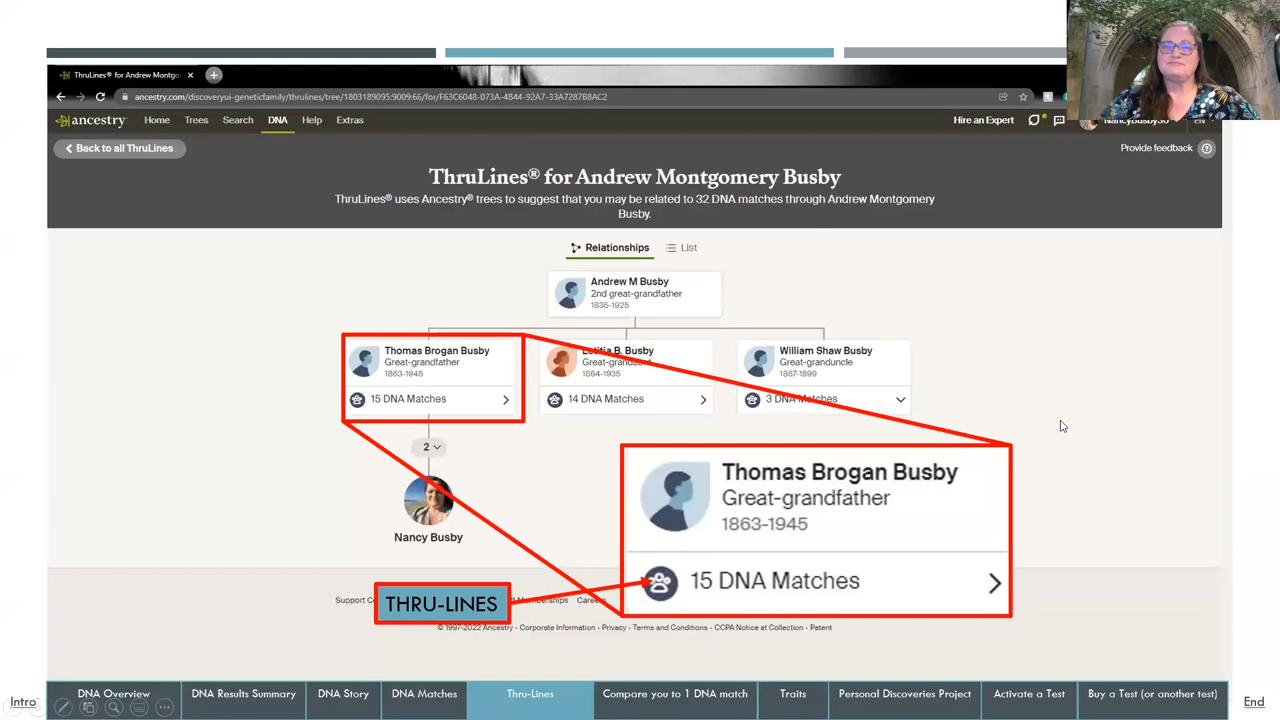 ThruLines® for Andrew Montgo
ancestry.com/discoveryui-geneticfamily/thrulines/tree/1803189095:9009:66/for/F63C6048-073A-4B44-92A7-33A728788AC2
ancestry
Home Trees Search DNA Help Extras
Hire an Expert
NancyBusby30
EN
Back to all ThruLines
Provide feedback
ThruLines® for Andrew Montgomery Busby
ThruLines® uses Ancestry® trees to suggest that you may be related to 32 DNA matches through Andrew Montgomery
Busby.
Relationships
List
Andrew M Busby
2nd great-grandfather
1835-1925
Thomas Brogan Busby
Great-grandfather
1863-1945
15 DNA Matches
Letitia B. Busby
Great-grandaunt
1864-1935
14 DNA Matches
William Shaw Busby
Great-granduncle
1867-1899
3 DNA Matches
2
Nancy Busby
Thomas Brogan Busby
Great-grandfather
1863-1945
15 DNA Matches
THRU-LINES
Support
Memberships
© 1997-2022 Ancestry · Corporate Information · Privacy · Terms and Conditions · CCPA Notice at Collection · Patent
Intro
DNA Overview
DNA Results Summary
DNA Story
DNA Matches
Thru-Lines
Compare you to 1 DNA match
Traits
Personal Discoveries Project
Activate a Test
Buy a Test (or another test)
End